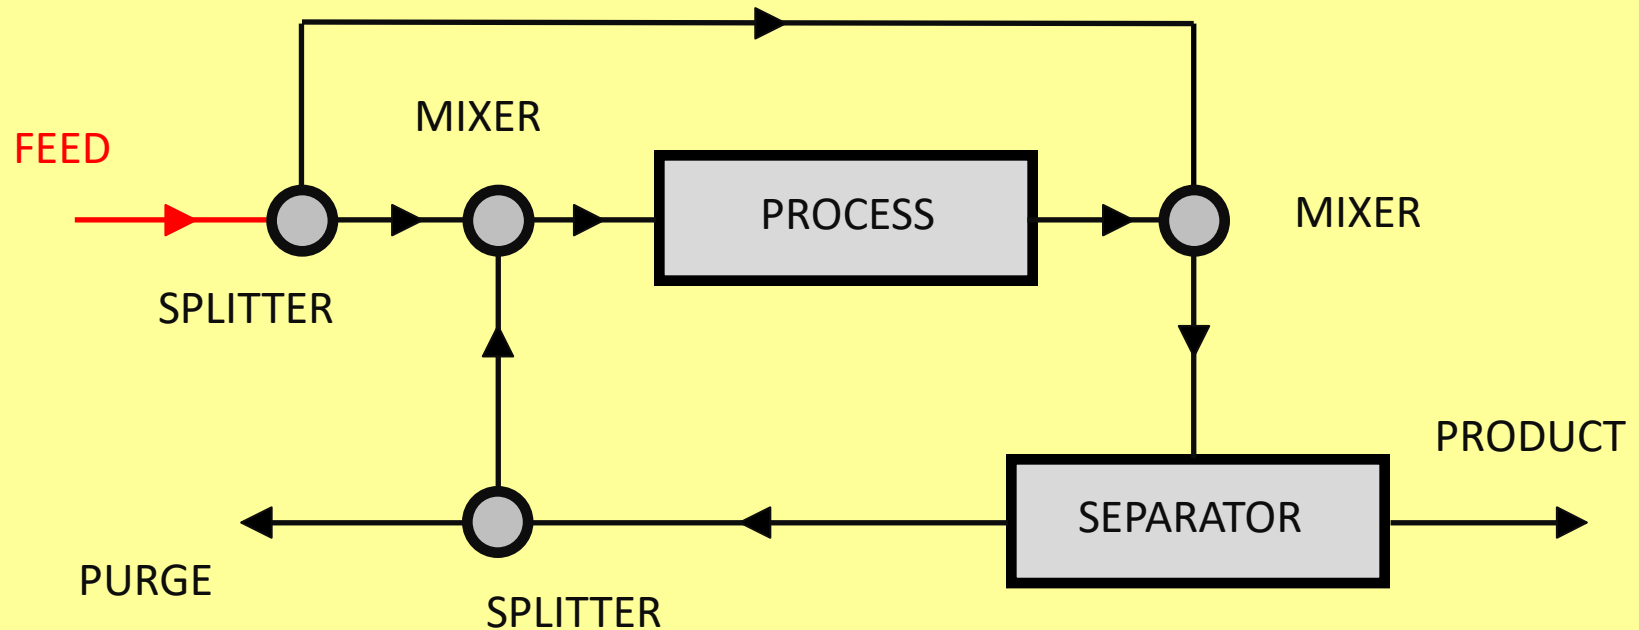 MIXER
FEED
PROCESS
MIXER
SPLITTER
PRODUCT
SEPARATOR
PURGE
SPLITTER